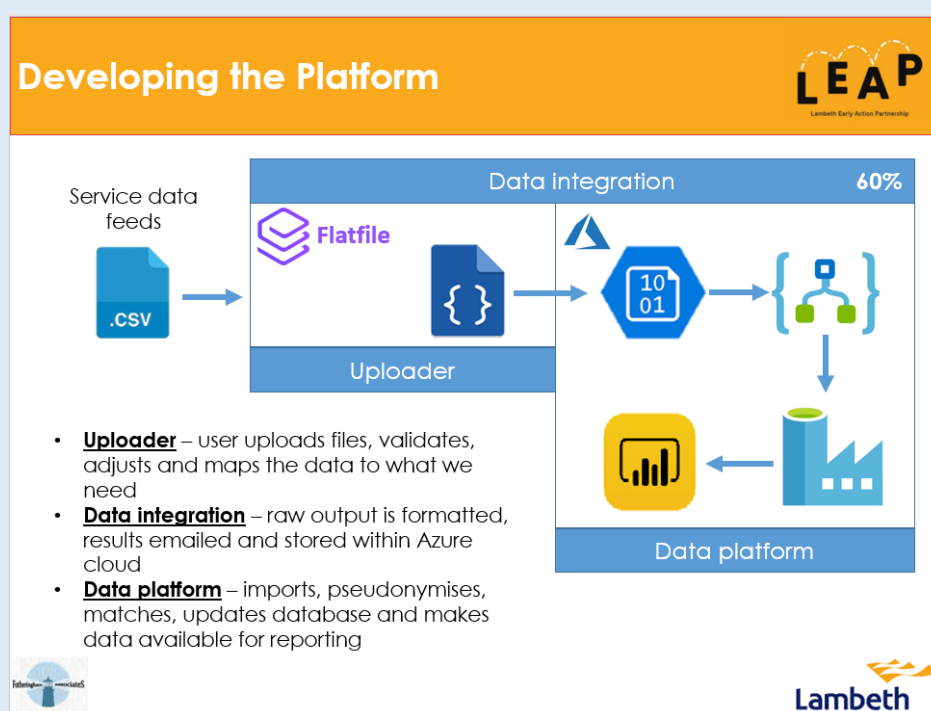 Developing the Platform
LEAP
Lambeth Early Action Partnership
Service data
feeds
.CSV
Data integration
60%
Flatfile
{ }
10
01
Uploader
Data platform
• Uploader – user uploads files, validates,
adjusts and maps the data to what we
need
• Data integration – raw output is formatted,
results emailed and stored within Azure
cloud
• Data platform – imports, pseudonymises,
matches, updates database and makes
data available for reporting
Fotheringham associateS
Lambeth